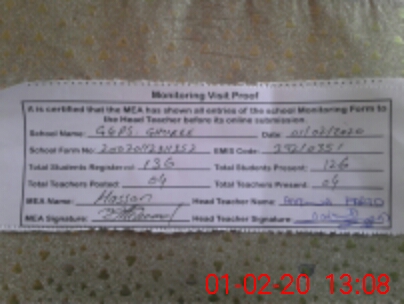 Monitoring Visit Proof
It is certified that the MEA has shown all entries of the school Monitoring Form to
the Head Teacher before its online submission.
School Name: GGPS Date: 01/02/2020
School Form No: EMIS Code:
Total Students Registered: 136 Total Students Present: 126
Total Teachers Posted: 04 Total Teachers Present: 04
MEA Name: Hassan Head Teacher Name:
MEA Signature: Head Teacher Signature:
01-02-20 13:08